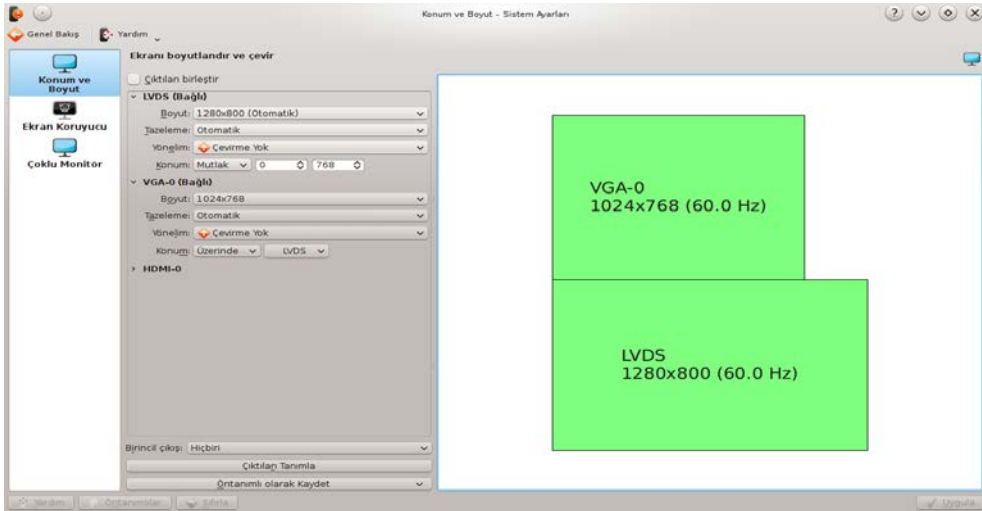 Konum ve Boyut - Sistem Ayarları
Genel Bakış
Yardım
Ekranı boyutlandır ve çevir
Konum ve
Boyut
Ekran Koruyucu
Çoklu Monitör
Çıktıları birleştir
LVDS (Bağlı)
Boyut: 1280x800 (Otomatik)
Tazeleme: Otomatik
Yönelim: Çevirme Yok
Konum: Mutlak 0 768
VGA-0 (Bağlı)
Boyut: 1024x768
Tazeleme: Otomatik
Yönelim: Çevirme Yok
Konum: Üzerinde LVDS
HDMI-0
VGA-0
1024x768 (60.0 Hz)
LVDS
1280x800 (60.0 Hz)
Birincil çıkış: Hiçbiri
Çıktıları Tanımla
Öntanımlı olarak Kaydet
Yardım Öntanımlılar Sıfırla Uygula